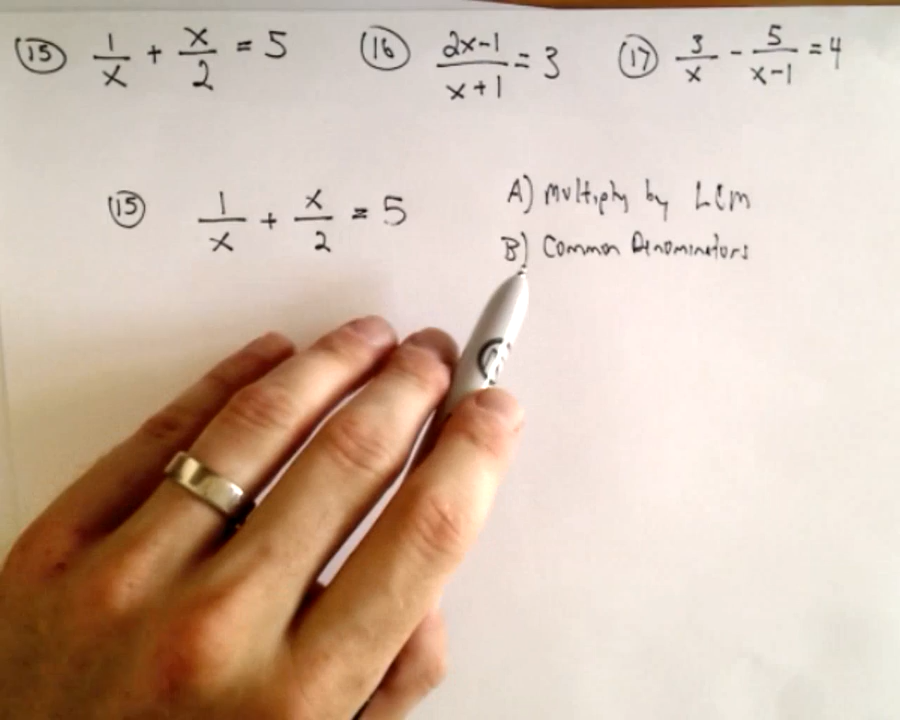 ⑮ 1/x + x/2 = 5 ⑯ 2x-1/x+1 = 3 ⑰ 3/x - 5/x-1 = 4
⑮ 1/x + x/2 = 5
A) Multiply by LCM
B) Common Denominators